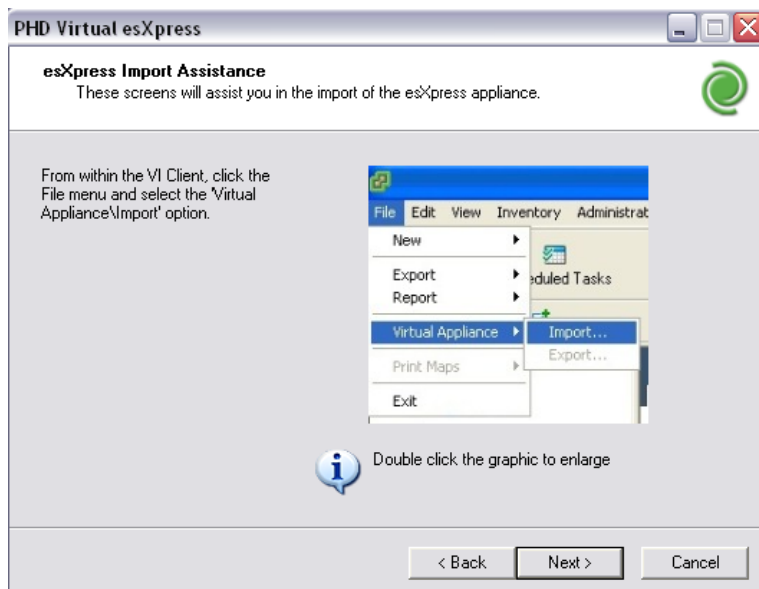 PHD Virtual esXpress
esXpress Import Assistance
These screens will assist you in the import of the esXpress appliance.
From within the VI Client, click the
File menu and select the 'Virtual
Appliance\Import' option.
File Edit View Inventory Administrat
New
Export
eduled Tasks
Report
Virtual Appliance
Import...
Export...
Print Maps
Exit
Double click the graphic to enlarge
< Back Next > Cancel